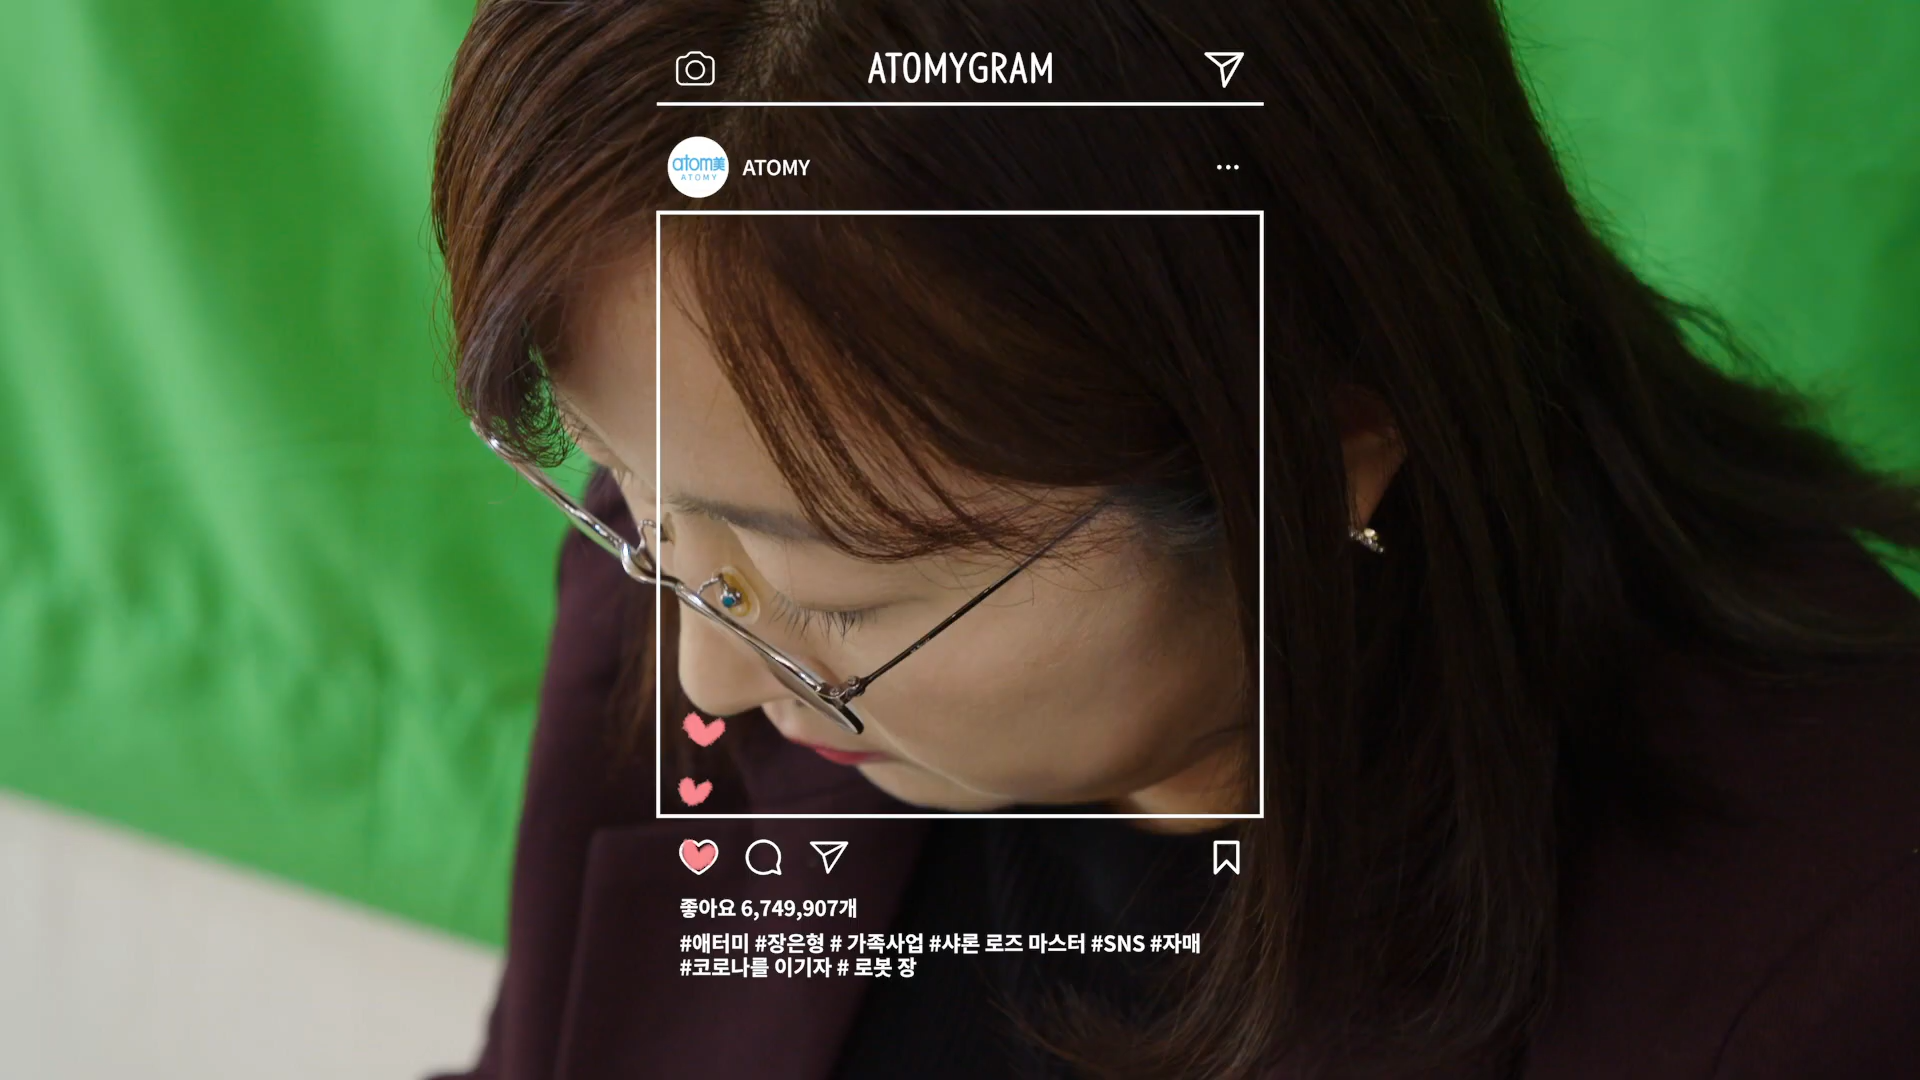 ATOMYGRAM
atom美
ATOMY
ATOMY
좋아요 6,749,907개
#애터미 #장은형 # 가족사업 #샤론 로즈 마스터 #SNS #자매
#코로나를 이기자 # 로봇 장